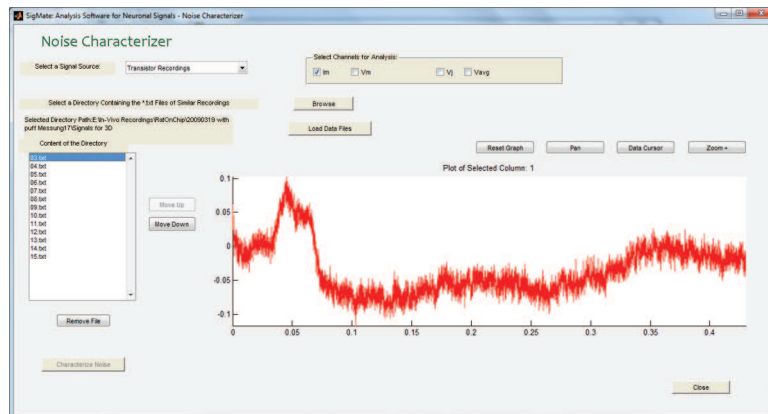 SigMate: Analysis Software for Neuronal Signals - Noise Characterizer
Noise Characterizer
Select a Signal Source:
Transistor Recordings
Select Channels for Analysis:
Im
Vm
Vj
Vavg
Select a Directory Containing the *.txt Files of Similar Recordings
Browse
Selected Directory Path:E:\In-Vivo Recordings\RatOnChip\20090319 with
puff Messung17\Signals for 3D
Load Data Files
Content of the Directory
Reset Graph
Pan
Data Cursor
Zoom +
03.txt
04.txt
05.txt
06.txt
07.txt
08.txt
09.txt
10.txt
11.txt
12.txt
13.txt
14.txt
15.txt
Move Up
Move Down
Plot of Selected Column: 1
0.1
0.05
0
-0.05
-0.1
0
0.05
0.1
0.15
0.2
0.25
0.3
0.35
0.4
Remove File
Characterize Noise
Close